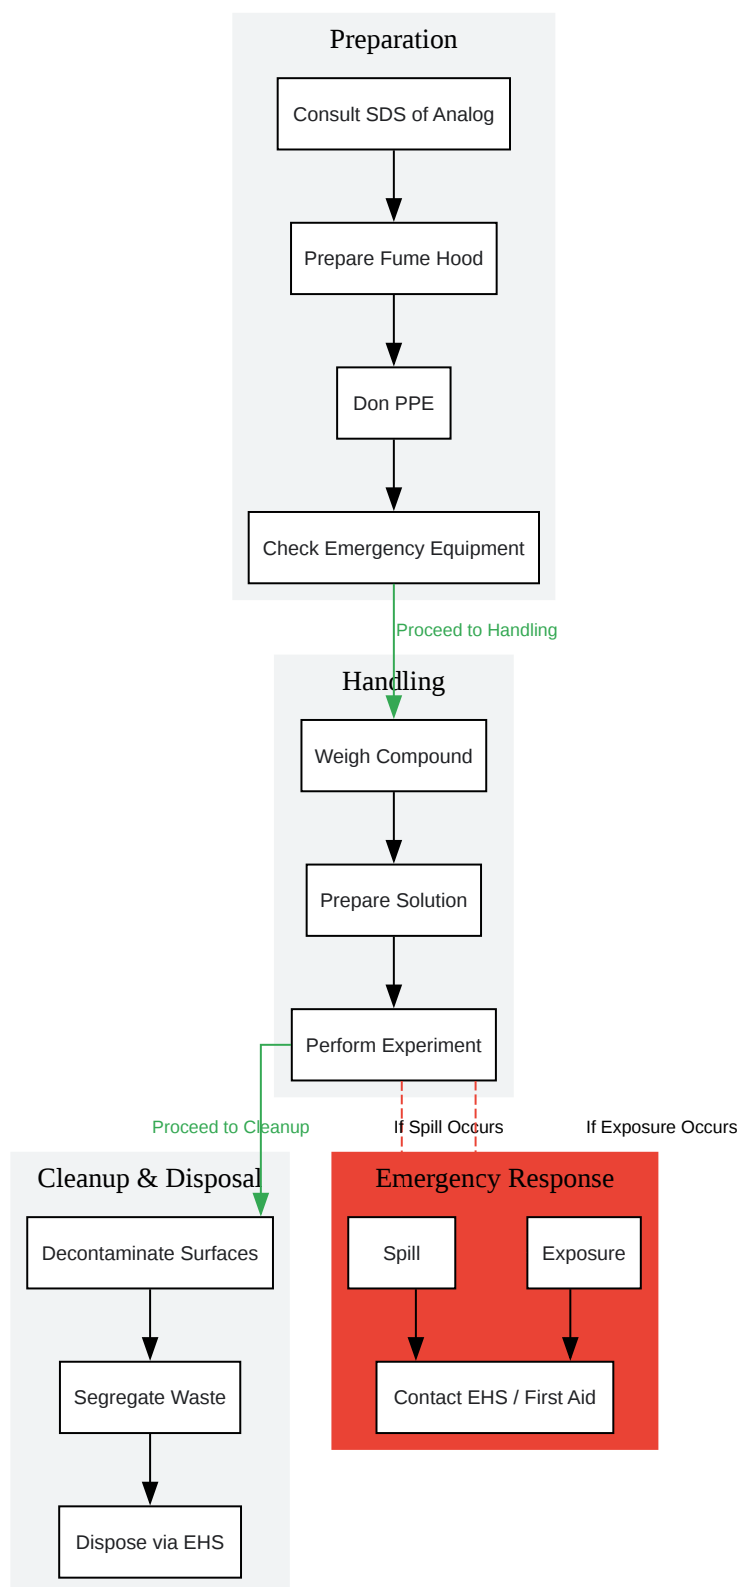 Preparation
Consult SDS of Analog
Prepare Fume Hood
Don PPE
Check Emergency Equipment
Proceed to Handling
Handling
Weigh Compound
Prepare Solution
Perform Experiment
Proceed to Cleanup
If Spill Occurs
If Exposure Occurs
Cleanup & Disposal
Decontaminate Surfaces
Segregate Waste
Dispose via EHS
Emergency Response
Spill
Exposure
Contact EHS / First Aid